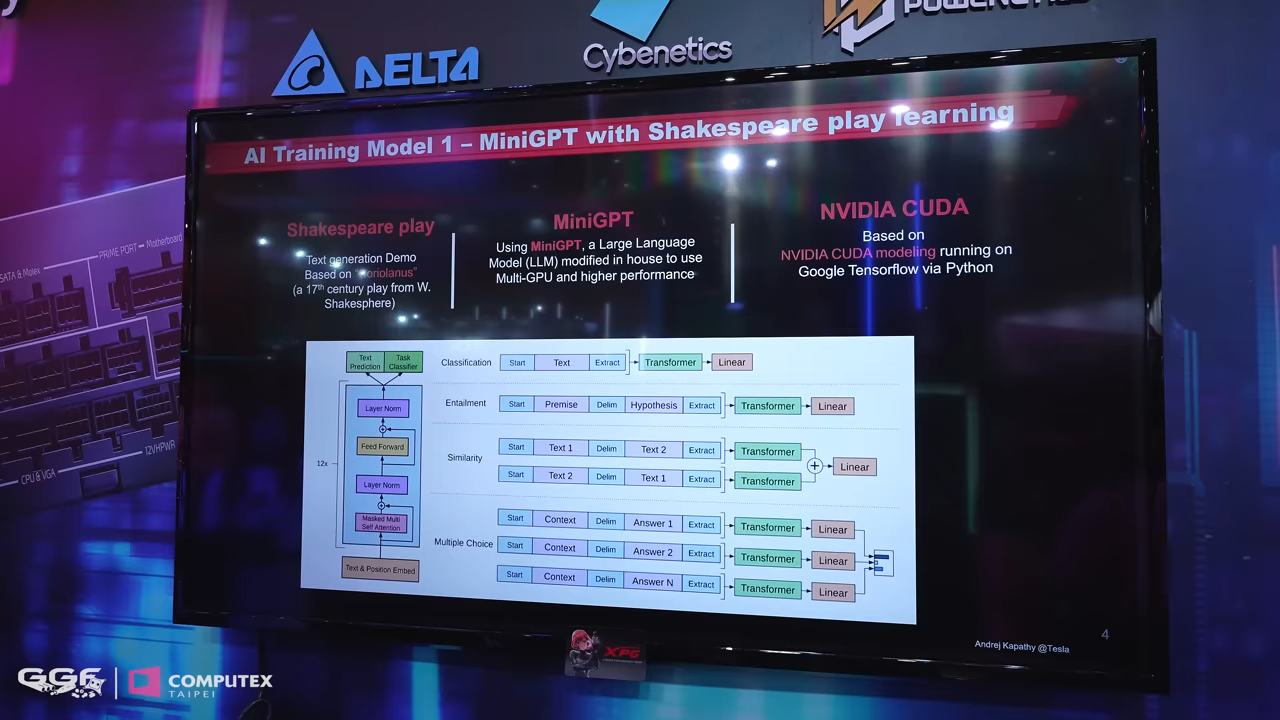 DELTA
Cybenetics
AI Training Model 1 – MiniGPT with Shakespeare play learning
Shakespeare play
Text generation Demo
Based on "Coriolanus"
(a 17th century play from W.
Shakesphere)
MiniGPT
Using MiniGPT, a Large Language
Model (LLM) modified in house to use
Multi-GPU and higher performance
NVIDIA CUDA
Based on
NVIDIA CUDA modeling running on
Google Tensorflow via Python
Text Prediction
Task Classifier
Layer Norm
Feed Forward
12x
Layer Norm
Masked Multi Self Attention
Text & Position Embed
Classification Start Text Extract Transformer Linear
Entailment Start Premise Delim Hypothesis Extract Transformer Linear
Similarity
Start Text 1 Delim Text 2 Extract Transformer
+ Linear
Start Text 2 Delim Text 1 Extract Transformer
Multiple Choice
Start Context Delim Answer 1 Extract Transformer Linear
Start Context Delim Answer 2 Extract Transformer Linear
Start Context Delim Answer N Extract Transformer Linear
4
Andrej Kapathy @Tesla
SATA & Molex
PRIME PORT
Motherboard
CPU & VGA
12VHPWR
XPG
GGF
COMPUTEX
TAIPEI